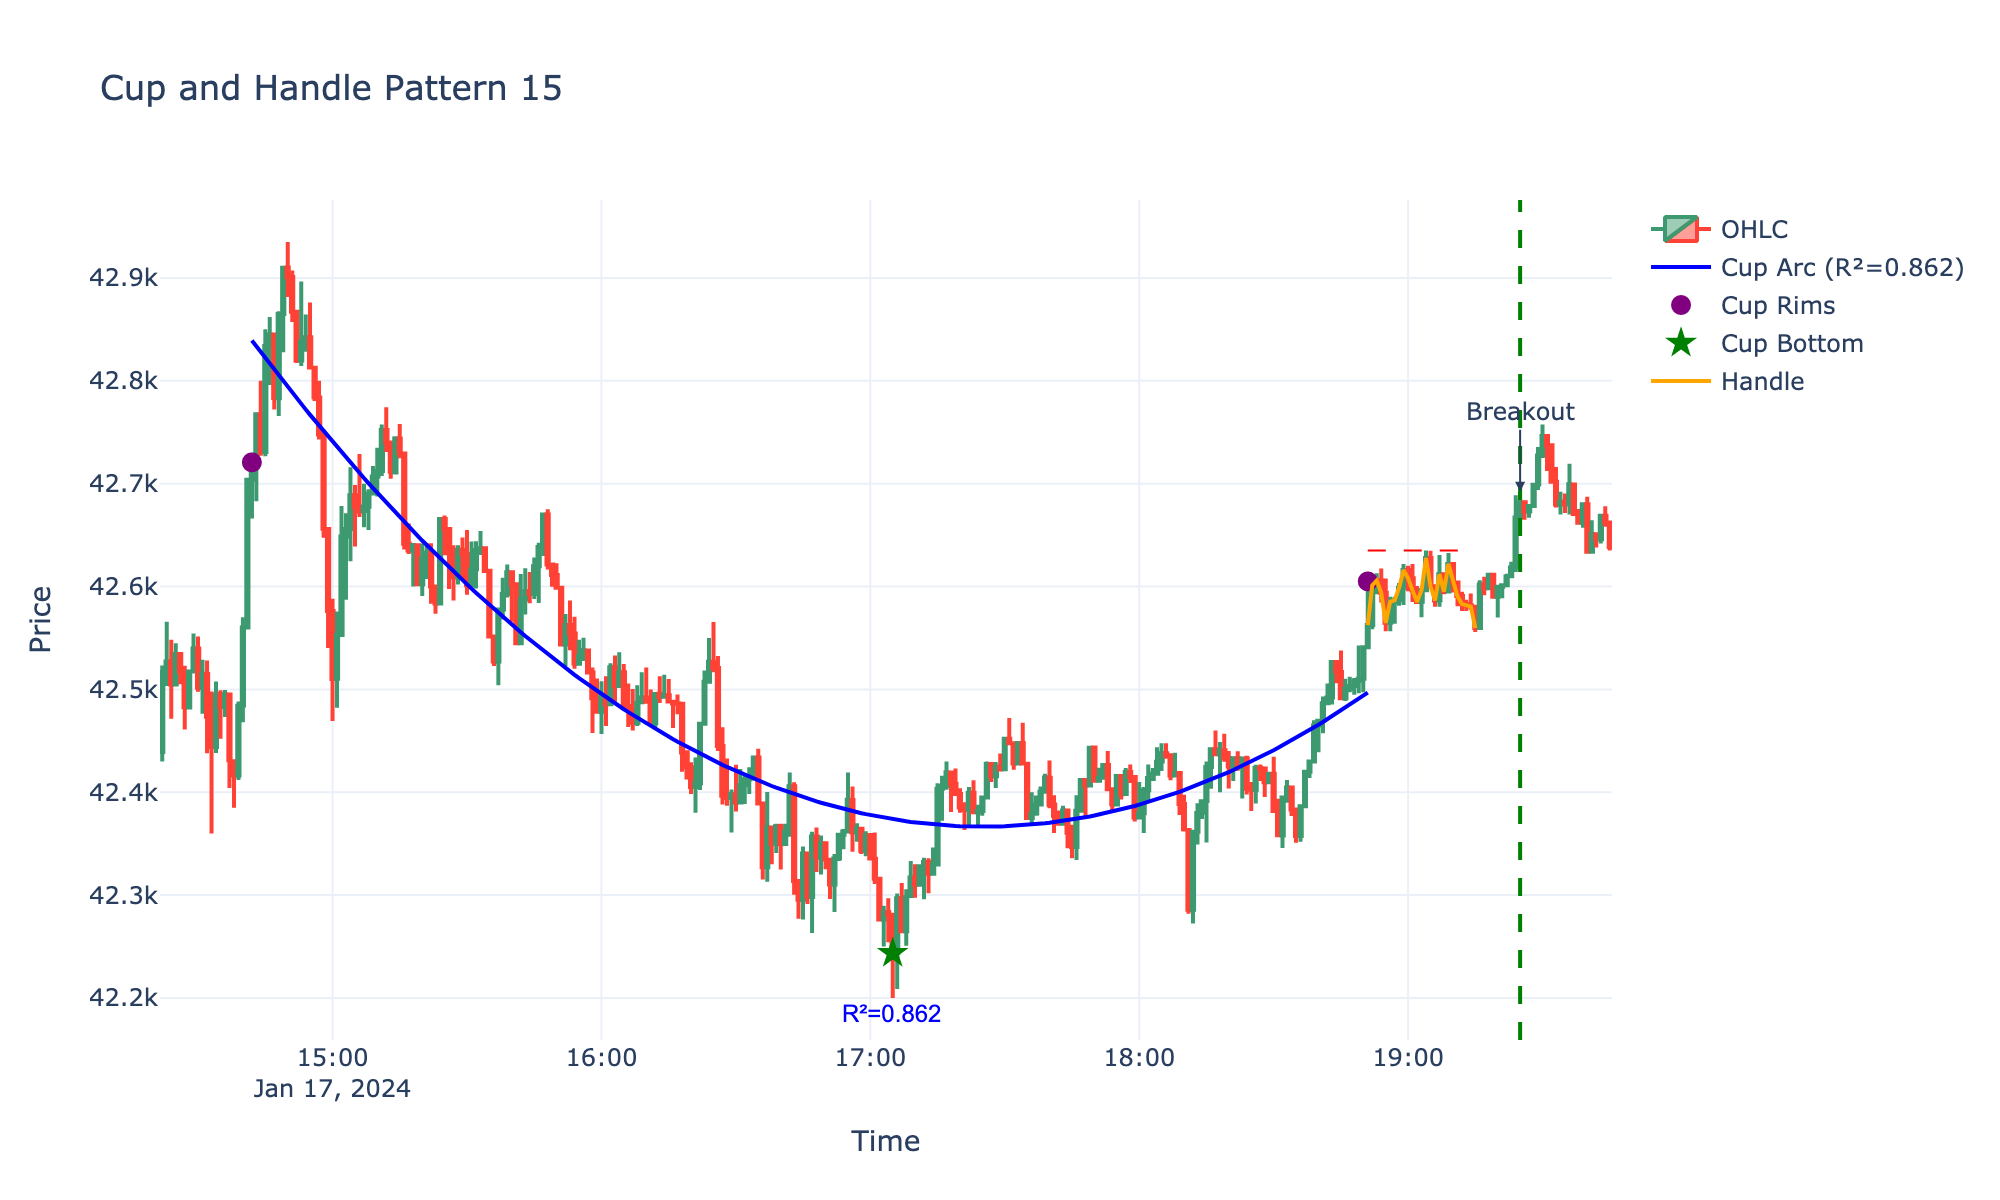 Cup and Handle Pattern 15
OHLC
Cup Arc (R²=0.862)
Cup Rims
Cup Bottom
Handle
Breakout
Price
42.9k
42.8k
42.7k
42.6k
42.5k
42.4k
42.3k
42.2k
R²=0.862
15:00
16:00
17:00
18:00
19:00
Jan 17, 2024
Time